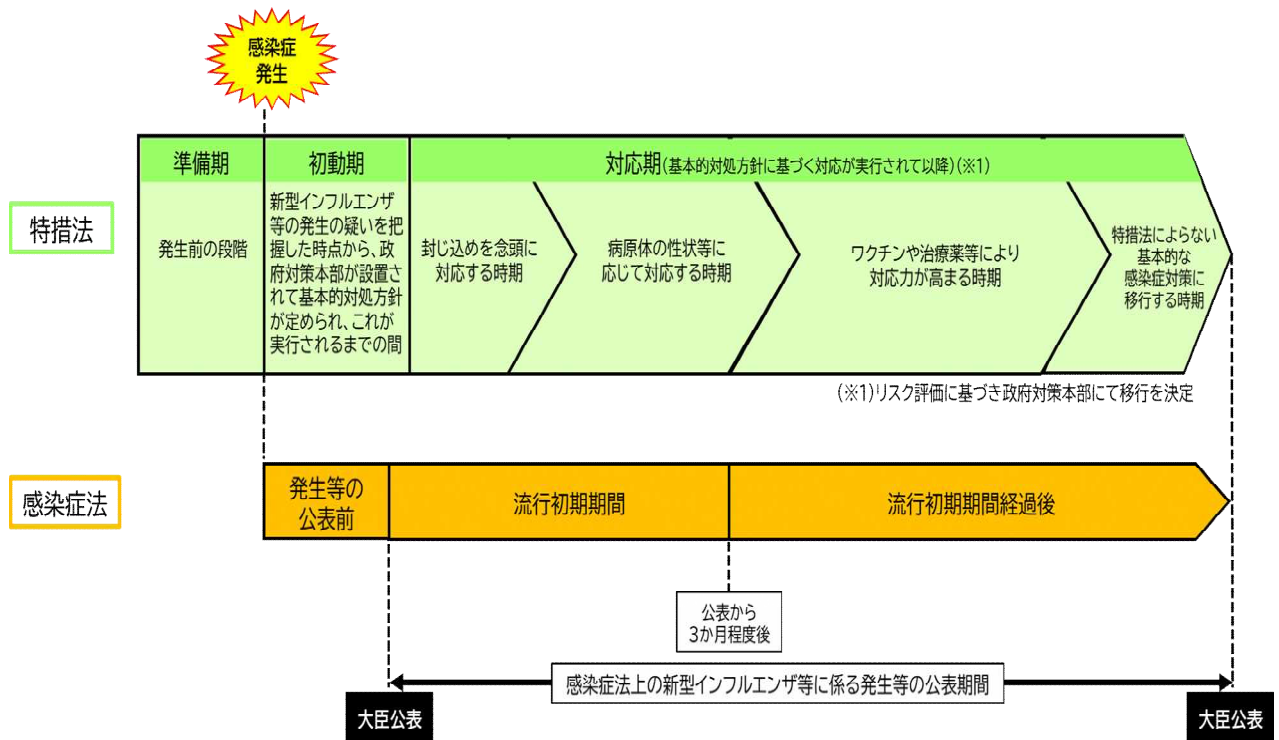 感染症
発生
準備期
初動期
対応期(基本的対処方針に基づく対応が実行されて以降)(※1)
特措法
発生前の段階
新型インフルエンザ
等の発生の疑いを把
握した時点から、政
府対策本部が設置され
て基本的対処方針
が定められ、これが
実行されるまでの間
封じ込めを念頭に
対応する時期
病原体の性状等に
応じて対応する時期
ワクチンや治療薬等により
対応力が高まる時期
特措法によらない
基本的な
感染症対策に
移行する時期
(※1)リスク評価に基づき政府対策本部にて移行を決定
感染症法
発生等の
公表前
流行初期期間
流行初期期間経過後
公表から
3か月程度後
感染症法上の新型インフルエンザ等に係る発生等の公表期間
大臣公表
大臣公表